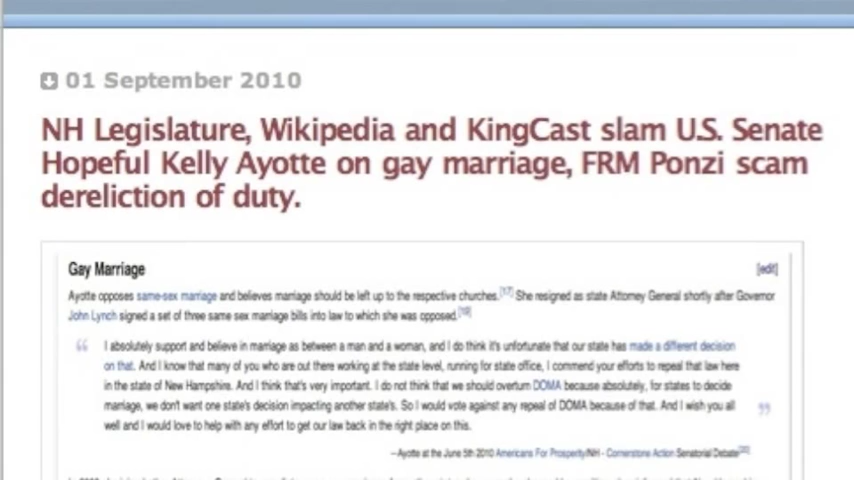 01 September 2010
NH Legislature, Wikipedia and KingCast slam U.S. Senate
Hopeful Kelly Ayotte on gay marriage, FRM Ponzi scam
dereliction of duty.
Gay Marriage [edit]
Ayotte opposes same-sex marriage and believes marriage should be left up to the respective churches.[17] She resigned as state Attorney General shortly after Governor
John Lynch signed a set of three same sex marriage bills into law to which she was opposed.
“ I absolutely support and believe in marriage as between a man and a woman, and I do think it's unfortunate that our state has made a different decision
on that. And I know that many of you who are out there working at the state level, running for state office, I commend your efforts to repeal that law here
in the state of New Hampshire. And I think that's very important. I do not think that we should overturn DOMA because absolutely, for states to decide
marriage, we don't want one state's decision impacting another state's. So I would vote against any repeal of DOMA because of that. And I wish you all
well and I would love to help with any effort to get our law back in the right place on this. ”
—Ayotte at the June 5th 2010 Americans For Prosperity/NH - Cornerstone Action Senatorial Debate